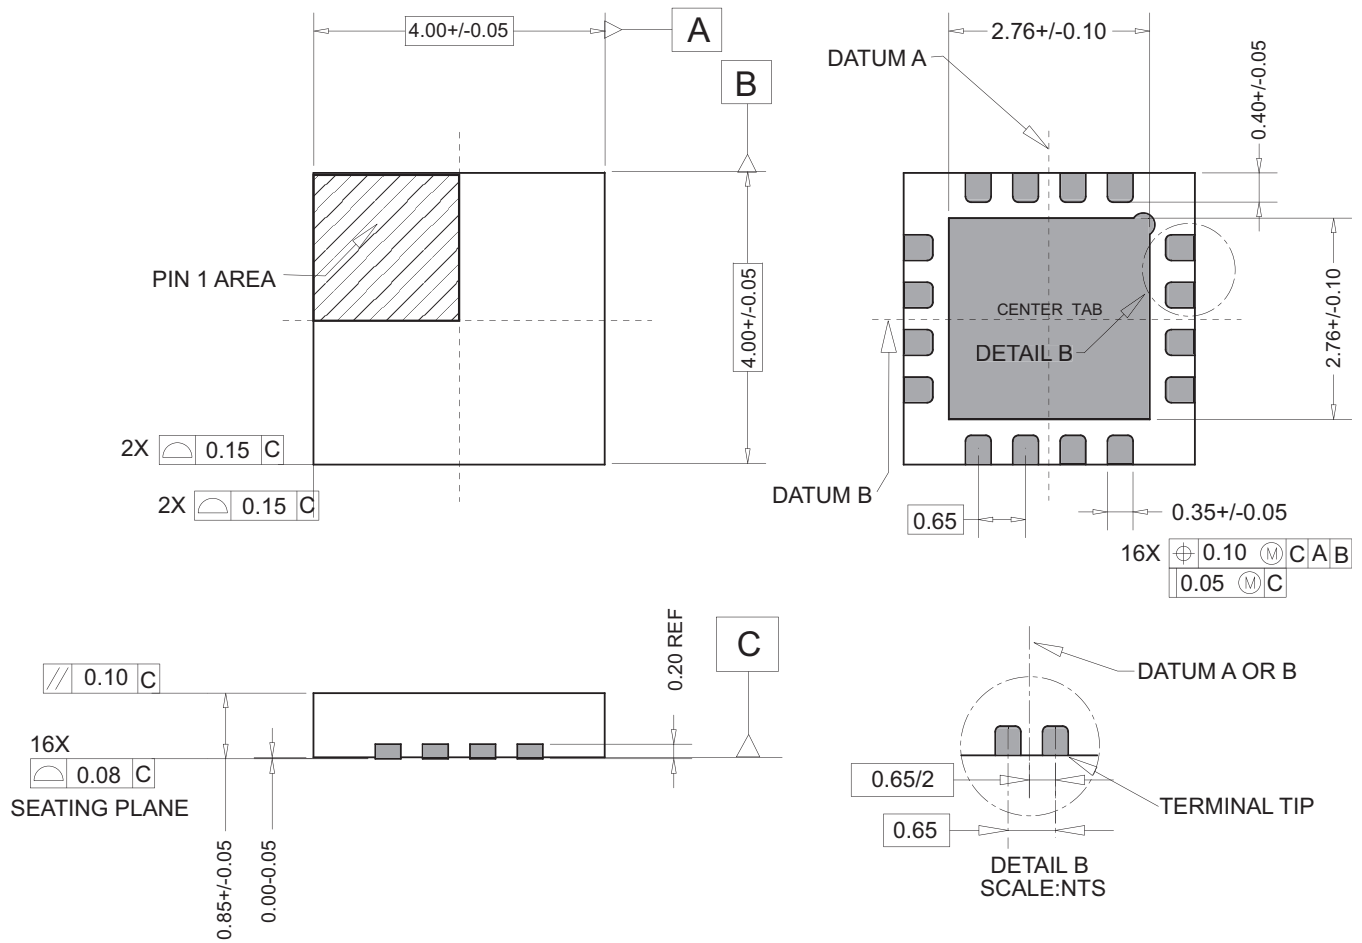 4.00+/-0.05
A
B
PIN 1 AREA
4.00+/-0.05
2X 0.15 C
2X 0.15 C
2.76+/-0.10
DATUM A
0.40+/-0.05
CENTER TAB
DETAIL B
2.76+/-0.10
DATUM B
0.65
0.35+/-0.05
16X ⌖ 0.10 Ⓜ C A B
0.05 Ⓜ C
// 0.10 C
16X
0.08 C
SEATING PLANE
0.85+/-0.05
0.00-0.05
0.20 REF
C
DATUM A OR B
0.65/2
TERMINAL TIP
0.65
DETAIL B
SCALE:NTS